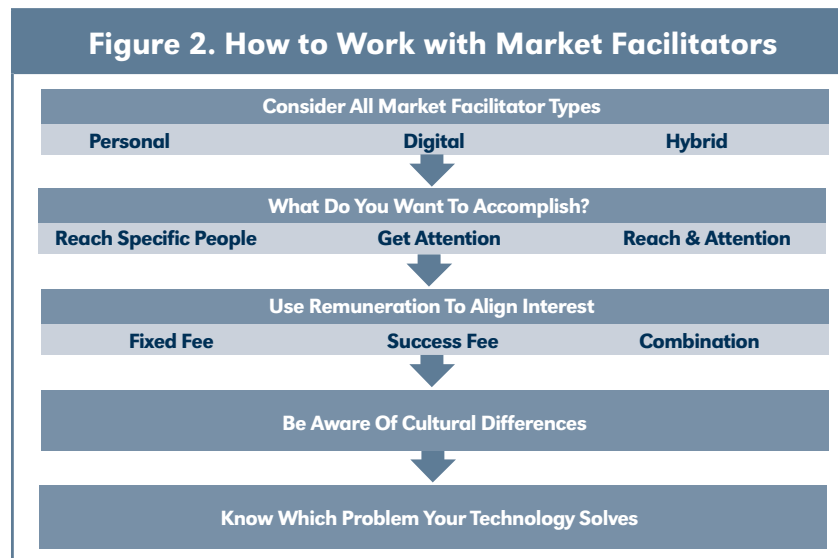 Figure 2. How to Work with Market Facilitators
Consider All Market Facilitator Types
Personal Digital Hybrid
What Do You Want To Accomplish?
Reach Specific People Get Attention Reach & Attention
Use Remuneration To Align Interest
Fixed Fee Success Fee Combination
Be Aware Of Cultural Differences
Know Which Problem Your Technology Solves